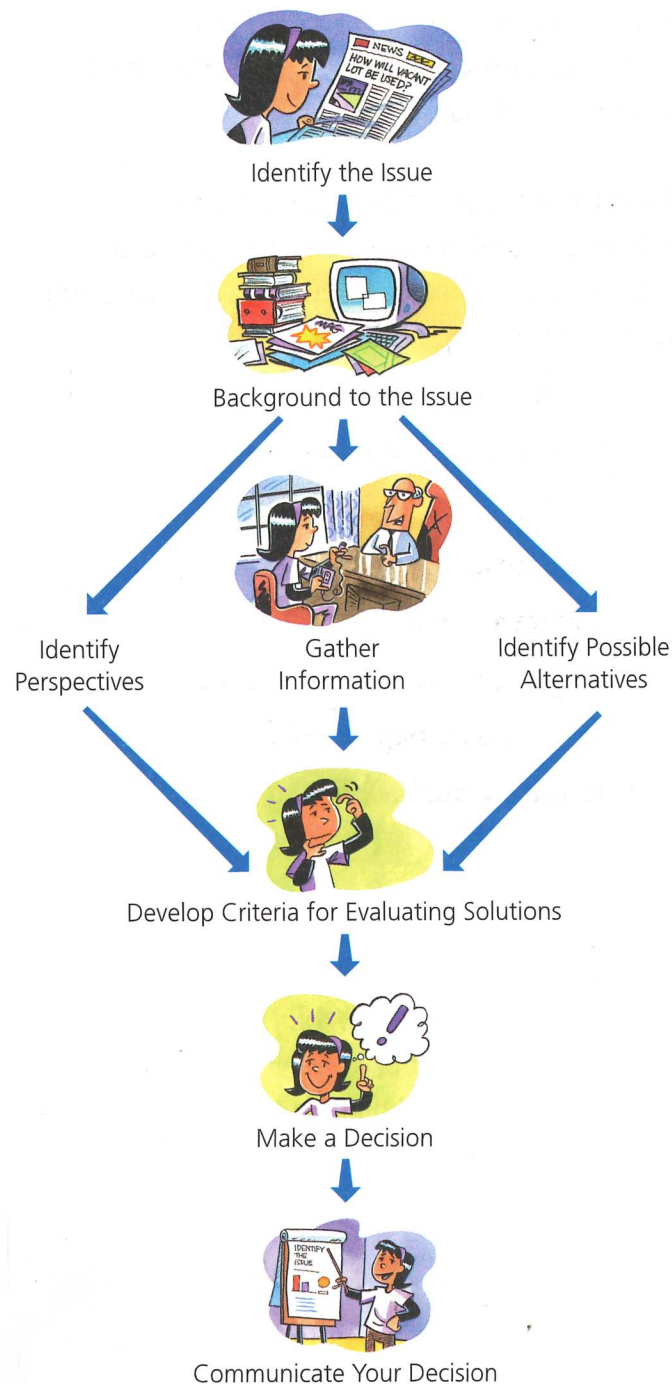 NEWS
HOW WILL VACANT
LOT BE USED?
Identify the Issue
MAG
Background to the Issue
Identify
Perspectives
Gather
Information
Identify Possible
Alternatives
Develop Criteria for Evaluating Solutions
!
Make a Decision
IDENTIFY
THE
ISSUE
Communicate Your Decision